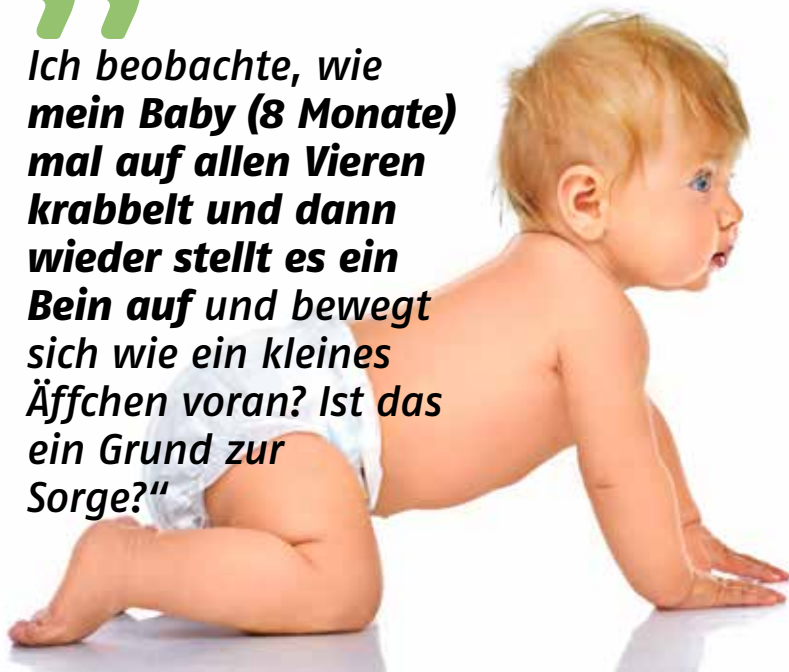 „
Ich beobachte, wie
mein Baby (8 Monate)
mal auf allen Vieren
krabbelt und dann
wieder stellt es ein
Bein auf und bewegt
sich wie ein kleines
Äffchen voran? Ist das
ein Grund zur
Sorge?“